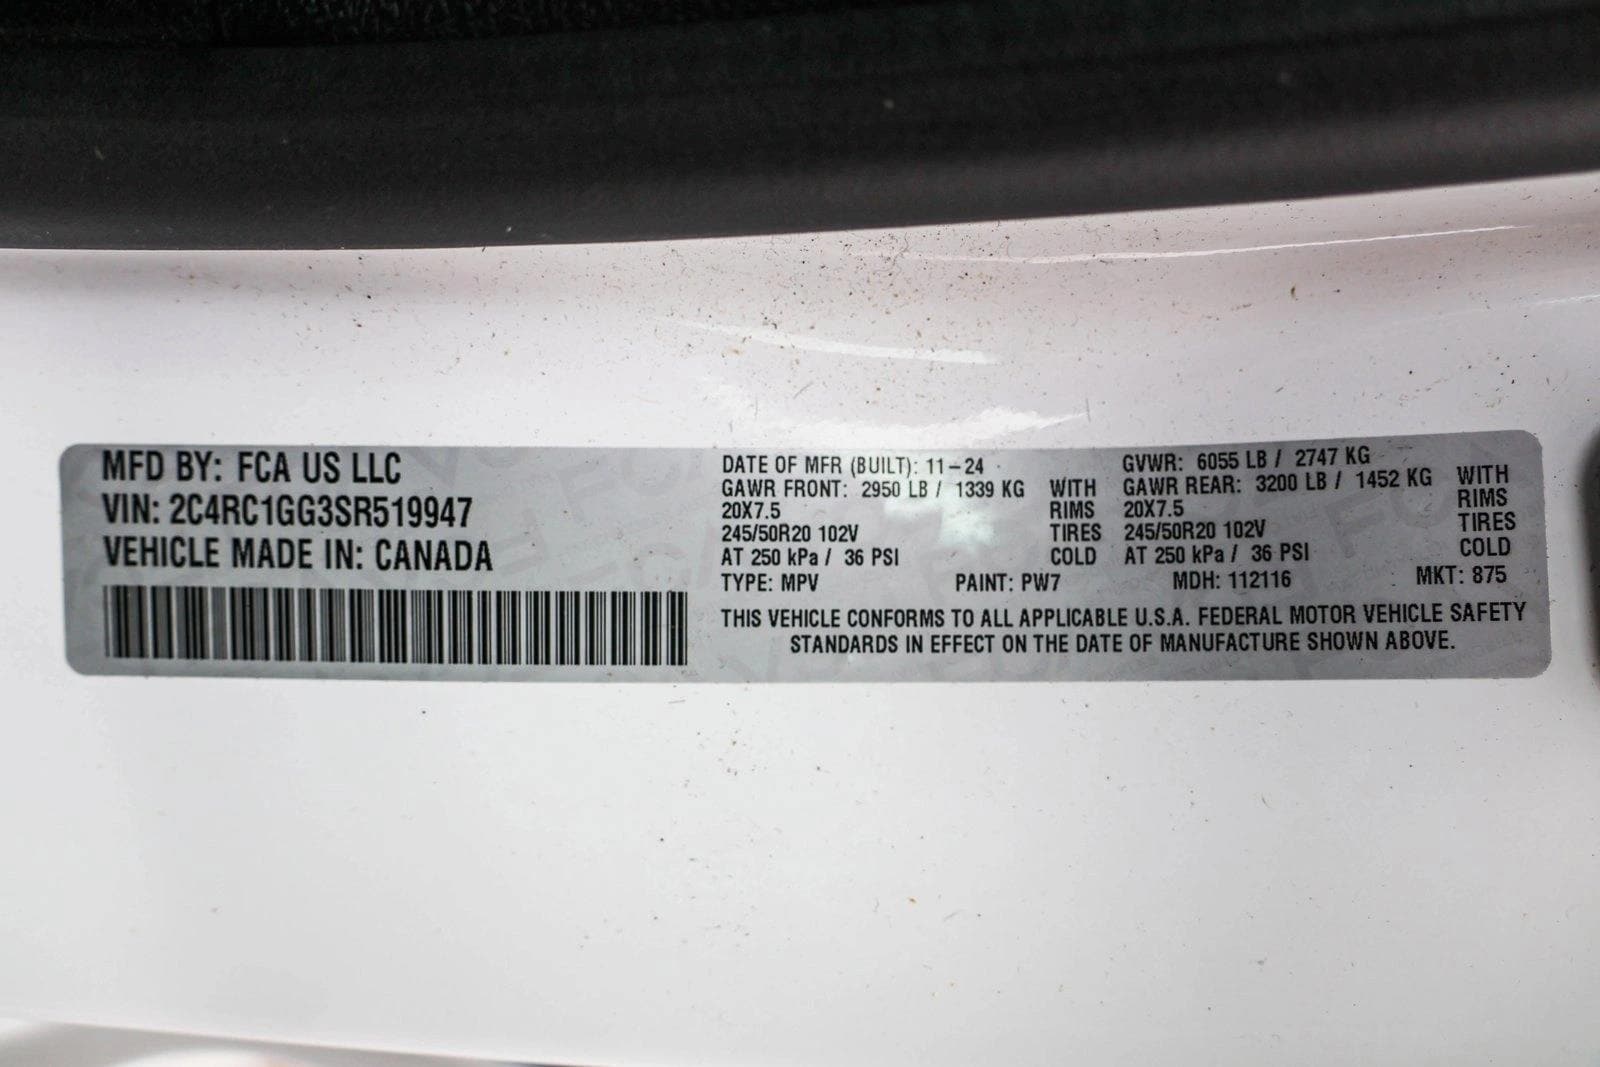 MFD BY: FCA US LLC
VIN: 2C4RC1GG3SR519947
VEHICLE MADE IN: CANADA
DATE OF MFR (BUILT): 11-24
GAWR FRONT: 2950 LB / 1339 KG WITH
20X7.5 RIMS
245/50R20 102V TIRES
AT 250 kPa / 36 PSI COLD
GVWR: 6055 LB / 2747 KG
GAWR REAR: 3200 LB / 1452 KG WITH
20X7.5 RIMS
245/50R20 102V TIRES
AT 250 kPa / 36 PSI COLD
TYPE: MPV PAINT: PW7 MDH: 112116 MKT: 875
THIS VEHICLE CONFORMS TO ALL APPLICABLE U.S.A. FEDERAL MOTOR VEHICLE SAFETY
STANDARDS IN EFFECT ON THE DATE OF MANUFACTURE SHOWN ABOVE.